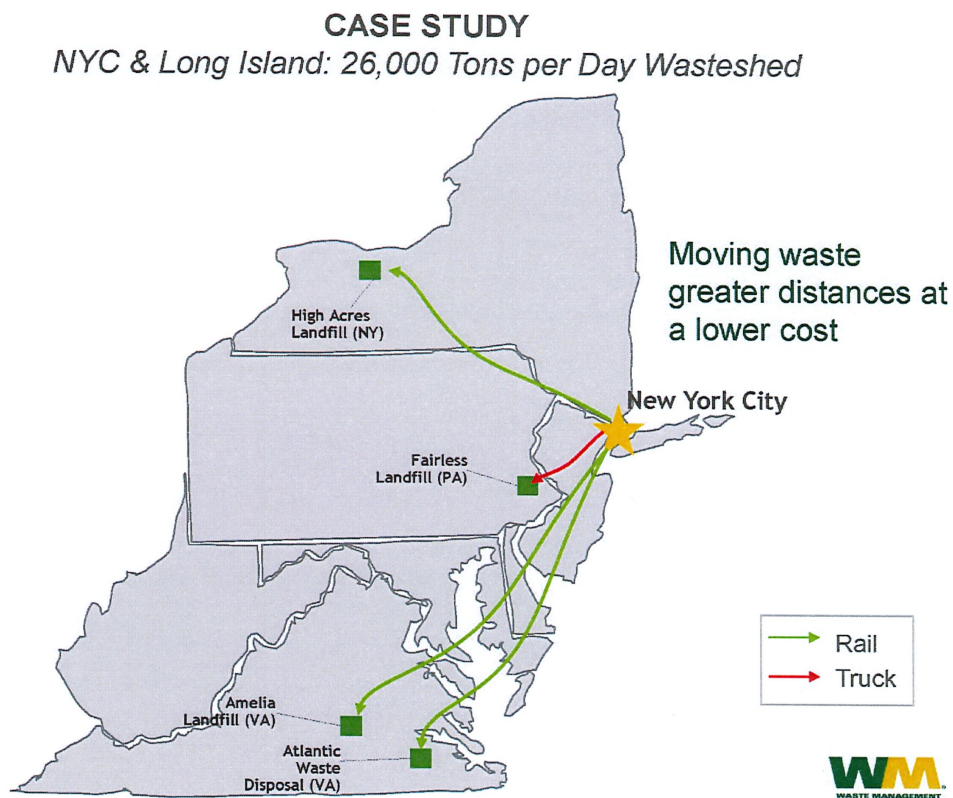 CASE STUDY
NYC & Long Island: 26,000 Tons per Day Wasteshed
Moving waste
greater distances at
a lower cost
High Acres
Landfill (NY)
New York City
Fairless
Landfill (PA)
Rail
Truck
Amelia
Landfill (VA)
Atlantic
Waste
Disposal (VA)
WM
WASTE MANAGEMENT